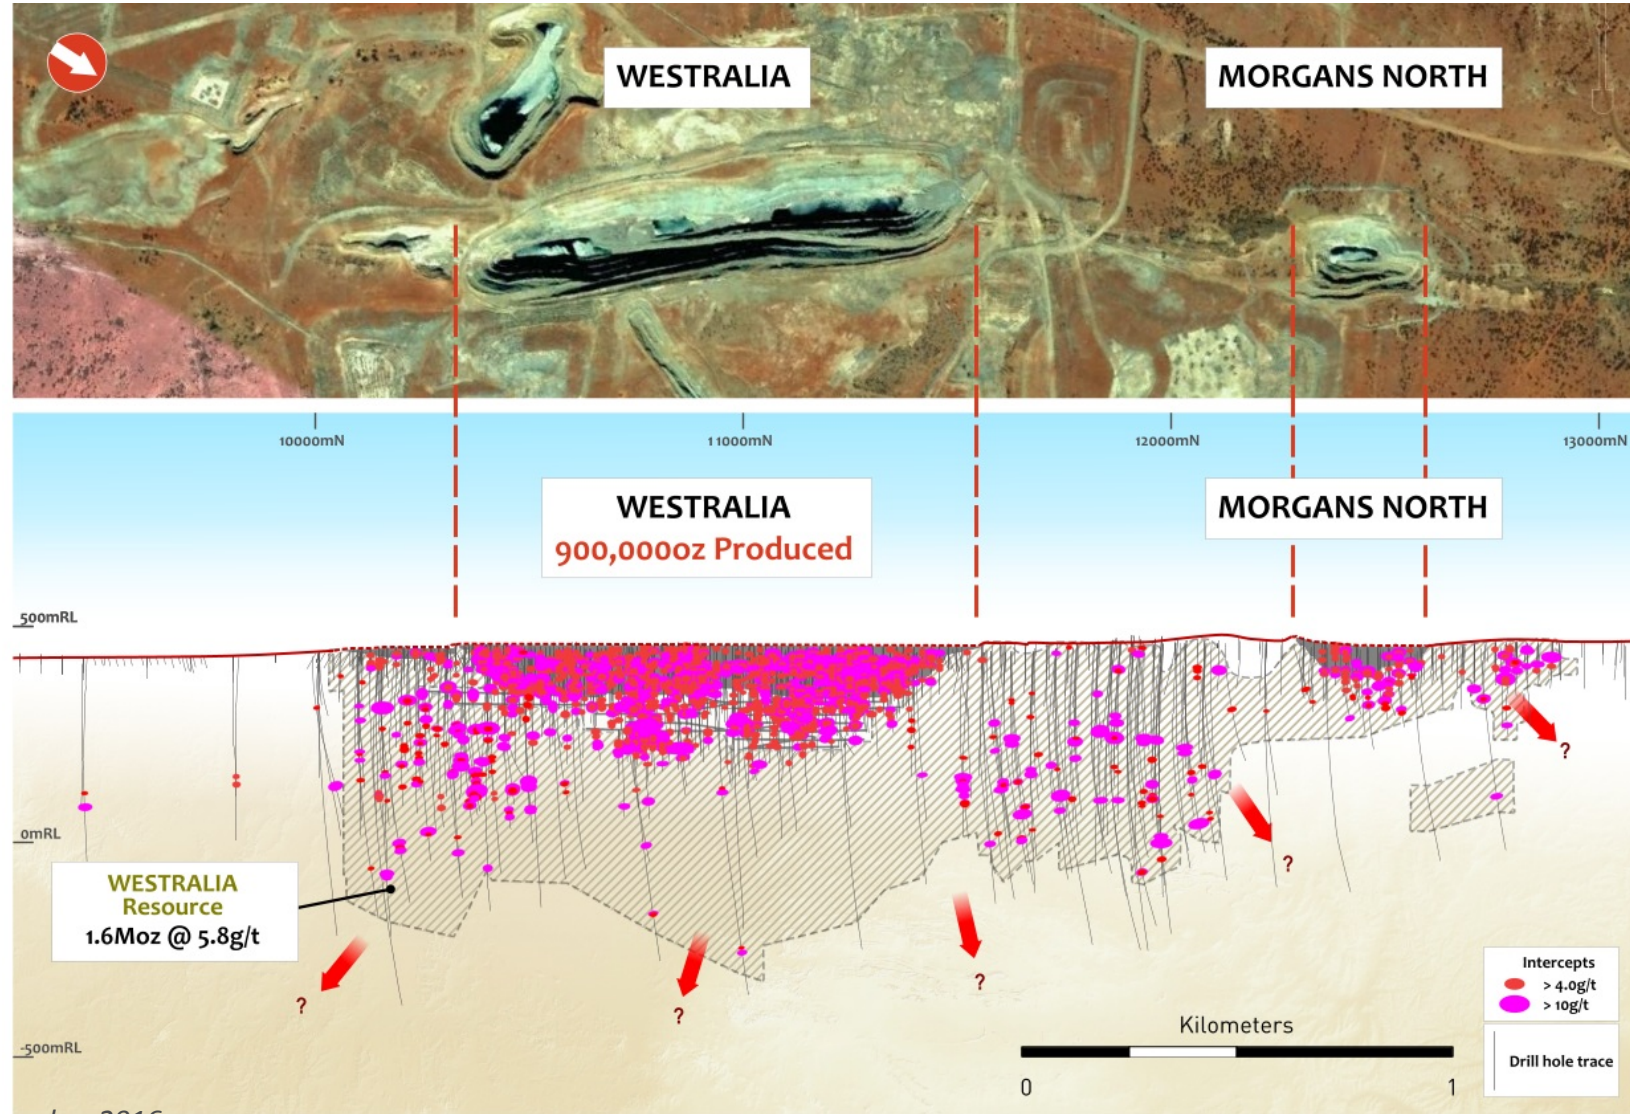 WESTRALIA
MORGANS NORTH
10000mN
11000mN
12000mN
13000mN
WESTRALIA
900,000oz Produced
MORGANS NORTH
500mRL
?
0mRL
?
WESTRALIA
Resource
1.6Moz @ 5.8g/t
?
?
?
Intercepts
> 4.0g/t
> 10g/t
Kilometers
0
1
Drill hole trace
-500mRL
2016